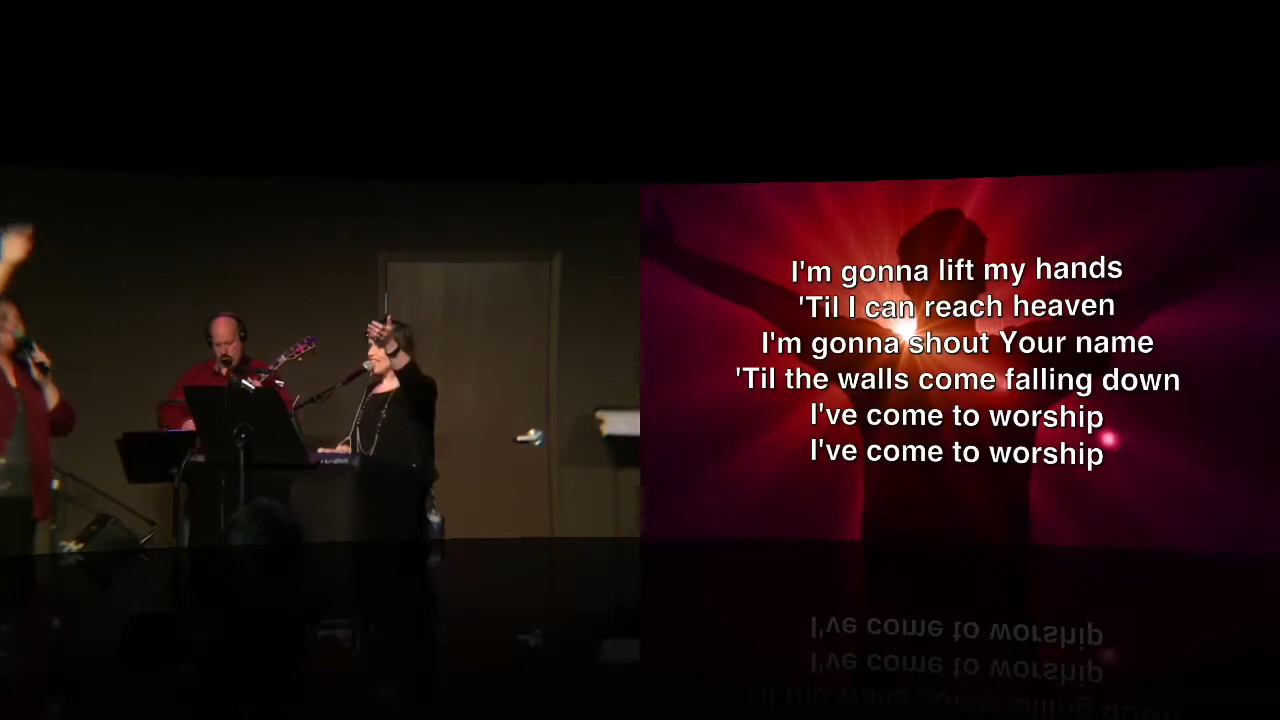 I'm gonna lift my hands
'Til I can reach heaven
I'm gonna shout Your name
'Til the walls come falling down
I've come to worship
I've come to worship